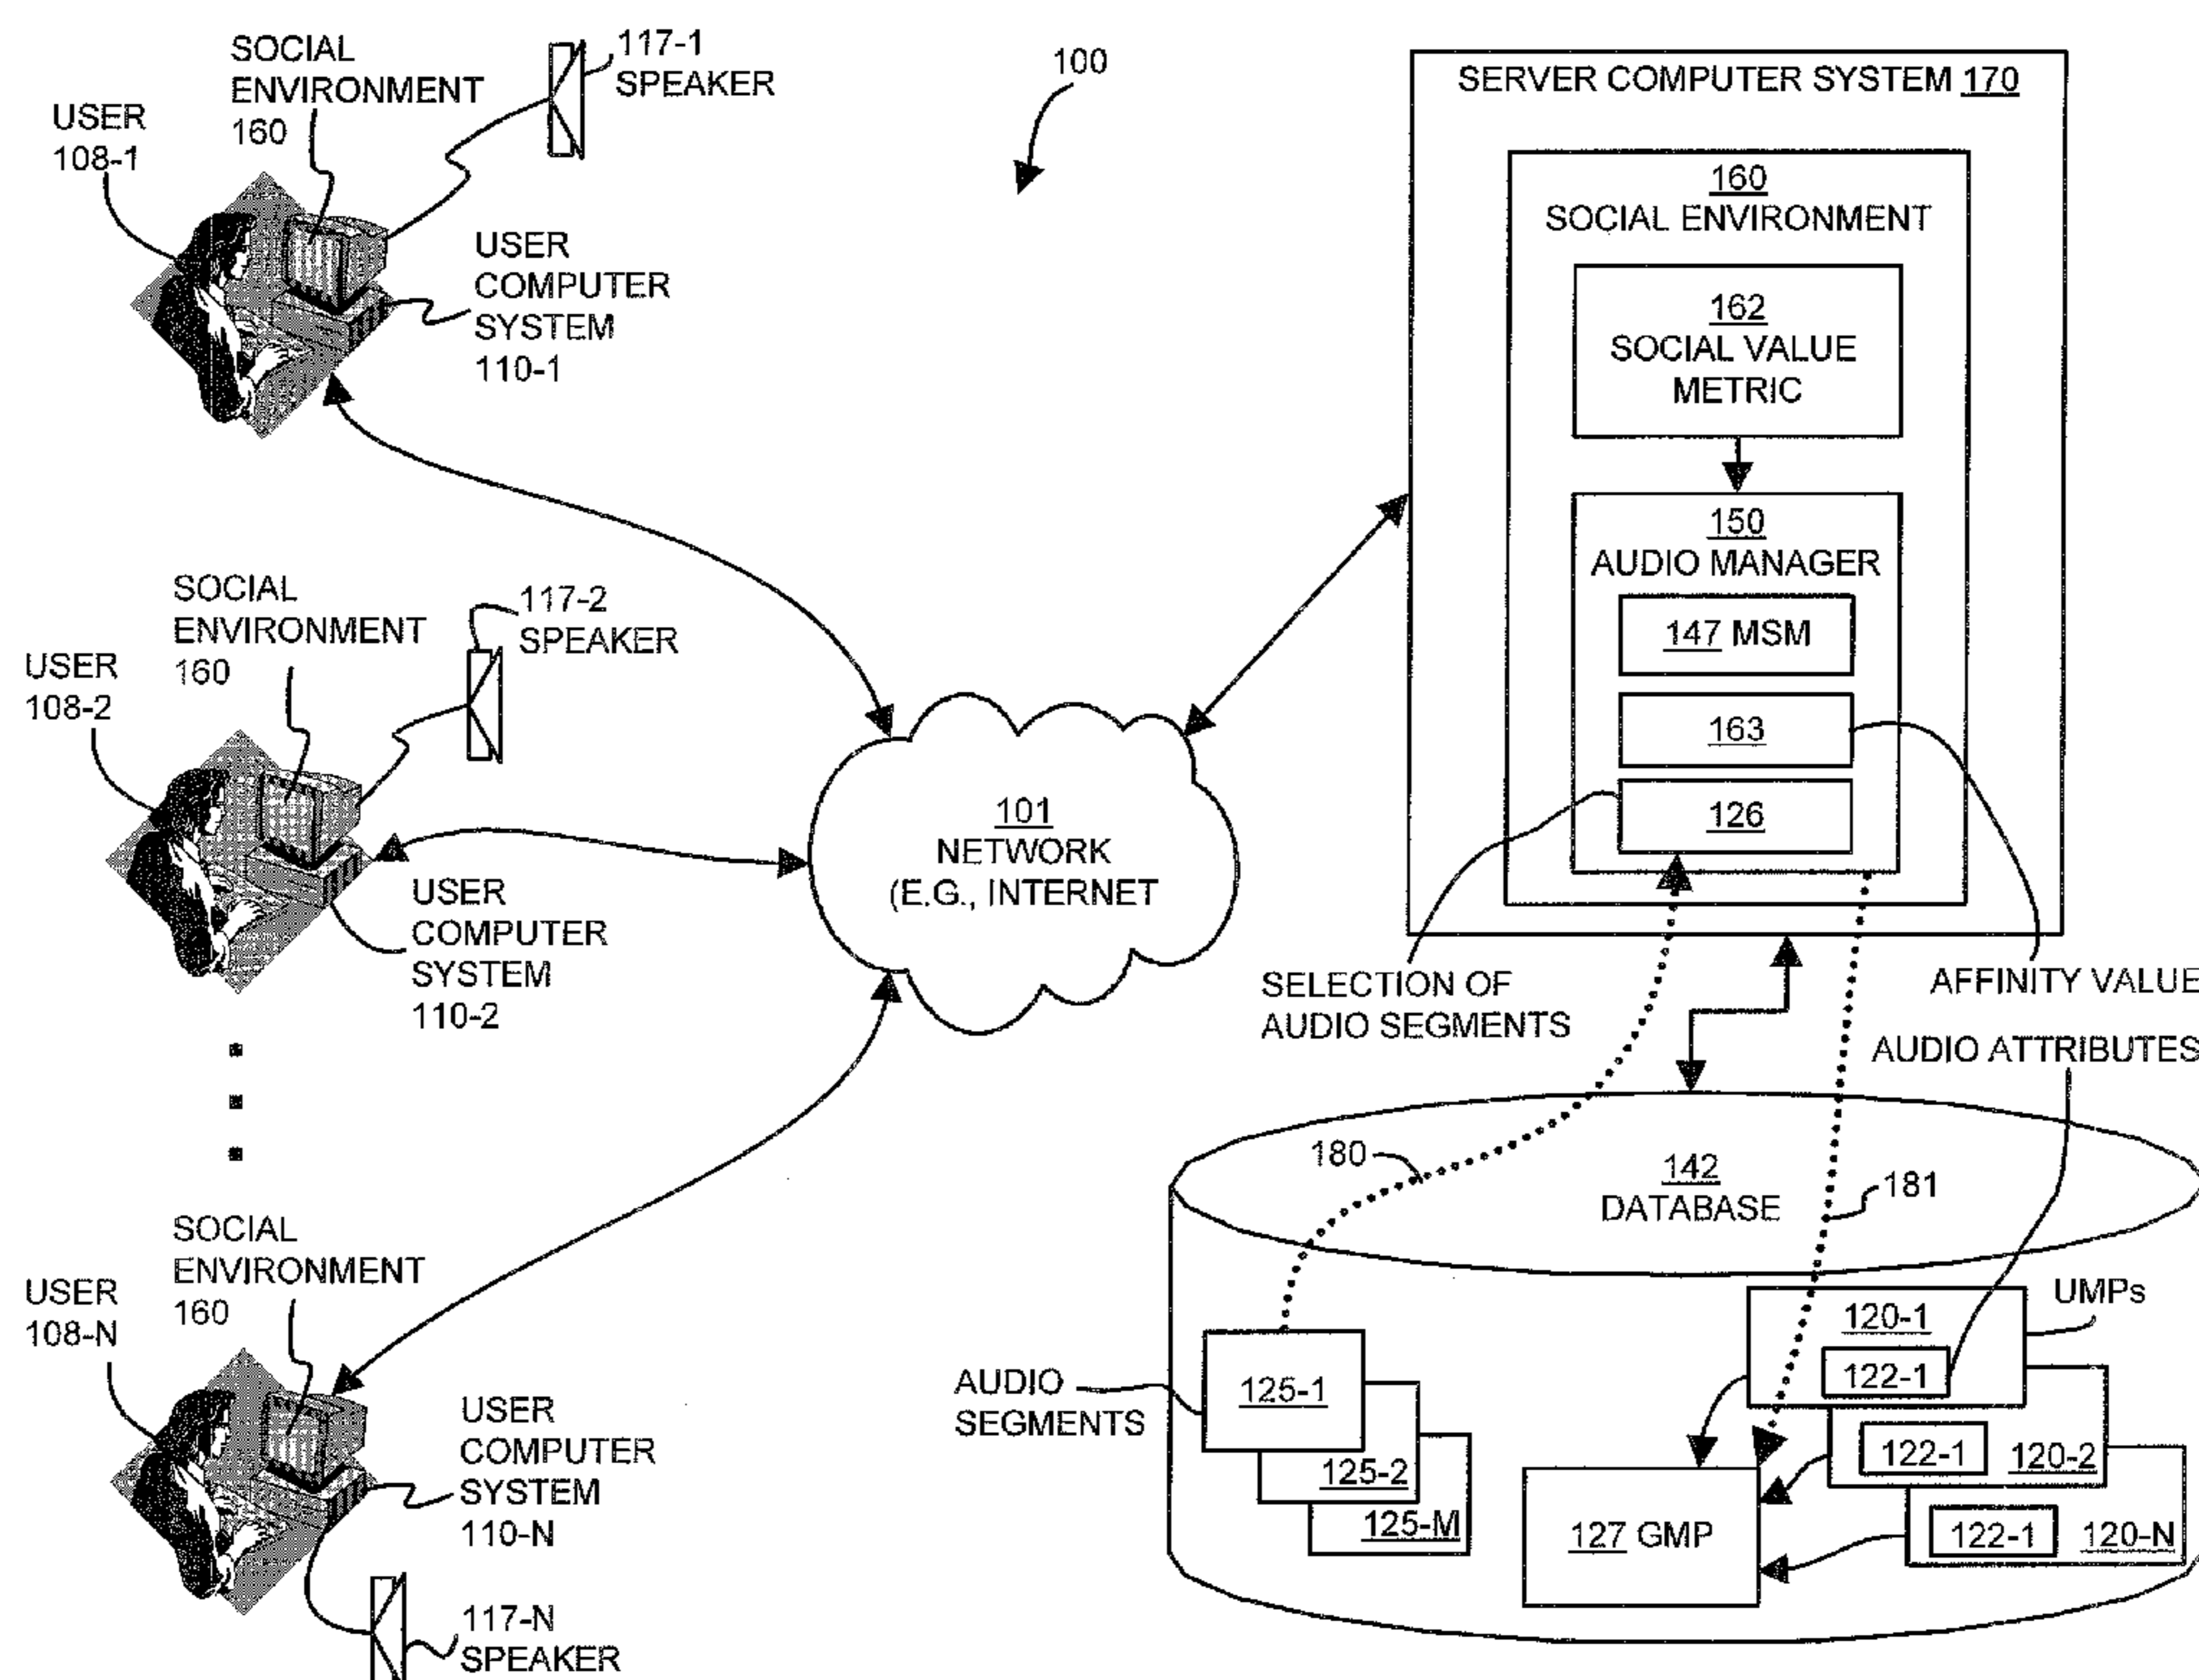 SOCIAL
ENVIRONMENT
160
117-1
SPEAKER
USER
108-1
USER
COMPUTER
SYSTEM
110-1
100
SERVER COMPUTER SYSTEM 170
160
SOCIAL ENVIRONMENT
162
SOCIAL VALUE
METRIC
150
AUDIO MANAGER
147 MSM
163
126
SOCIAL
ENVIRONMENT
160
117-2
SPEAKER
USER
108-2
USER
COMPUTER
SYSTEM
110-2
101
NETWORK
(E.G., INTERNET
SELECTION OF
AUDIO SEGMENTS
AFFINITY VALUE
AUDIO ATTRIBUTES
180
142
DATABASE
181
SOCIAL
ENVIRONMENT
160
USER
108-N
USER
COMPUTER
SYSTEM
110-N
117-N
SPEAKER
AUDIO
SEGMENTS
125-1
125-2
125-M
UMPs
120-1
122-1
122-1 120-2
122-1 120-N
127 GMP